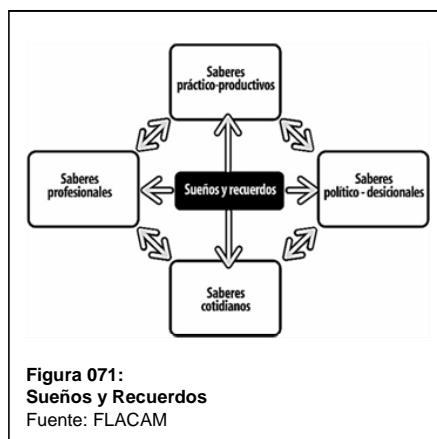 Saberes
práctico-productivos
Saberes
profesionales
Sueños y recuerdos
Saberes
político - desicionales
Saberes
cotidianos
Figura 071:
Sueños y Recuerdos
Fuente: FLACAM